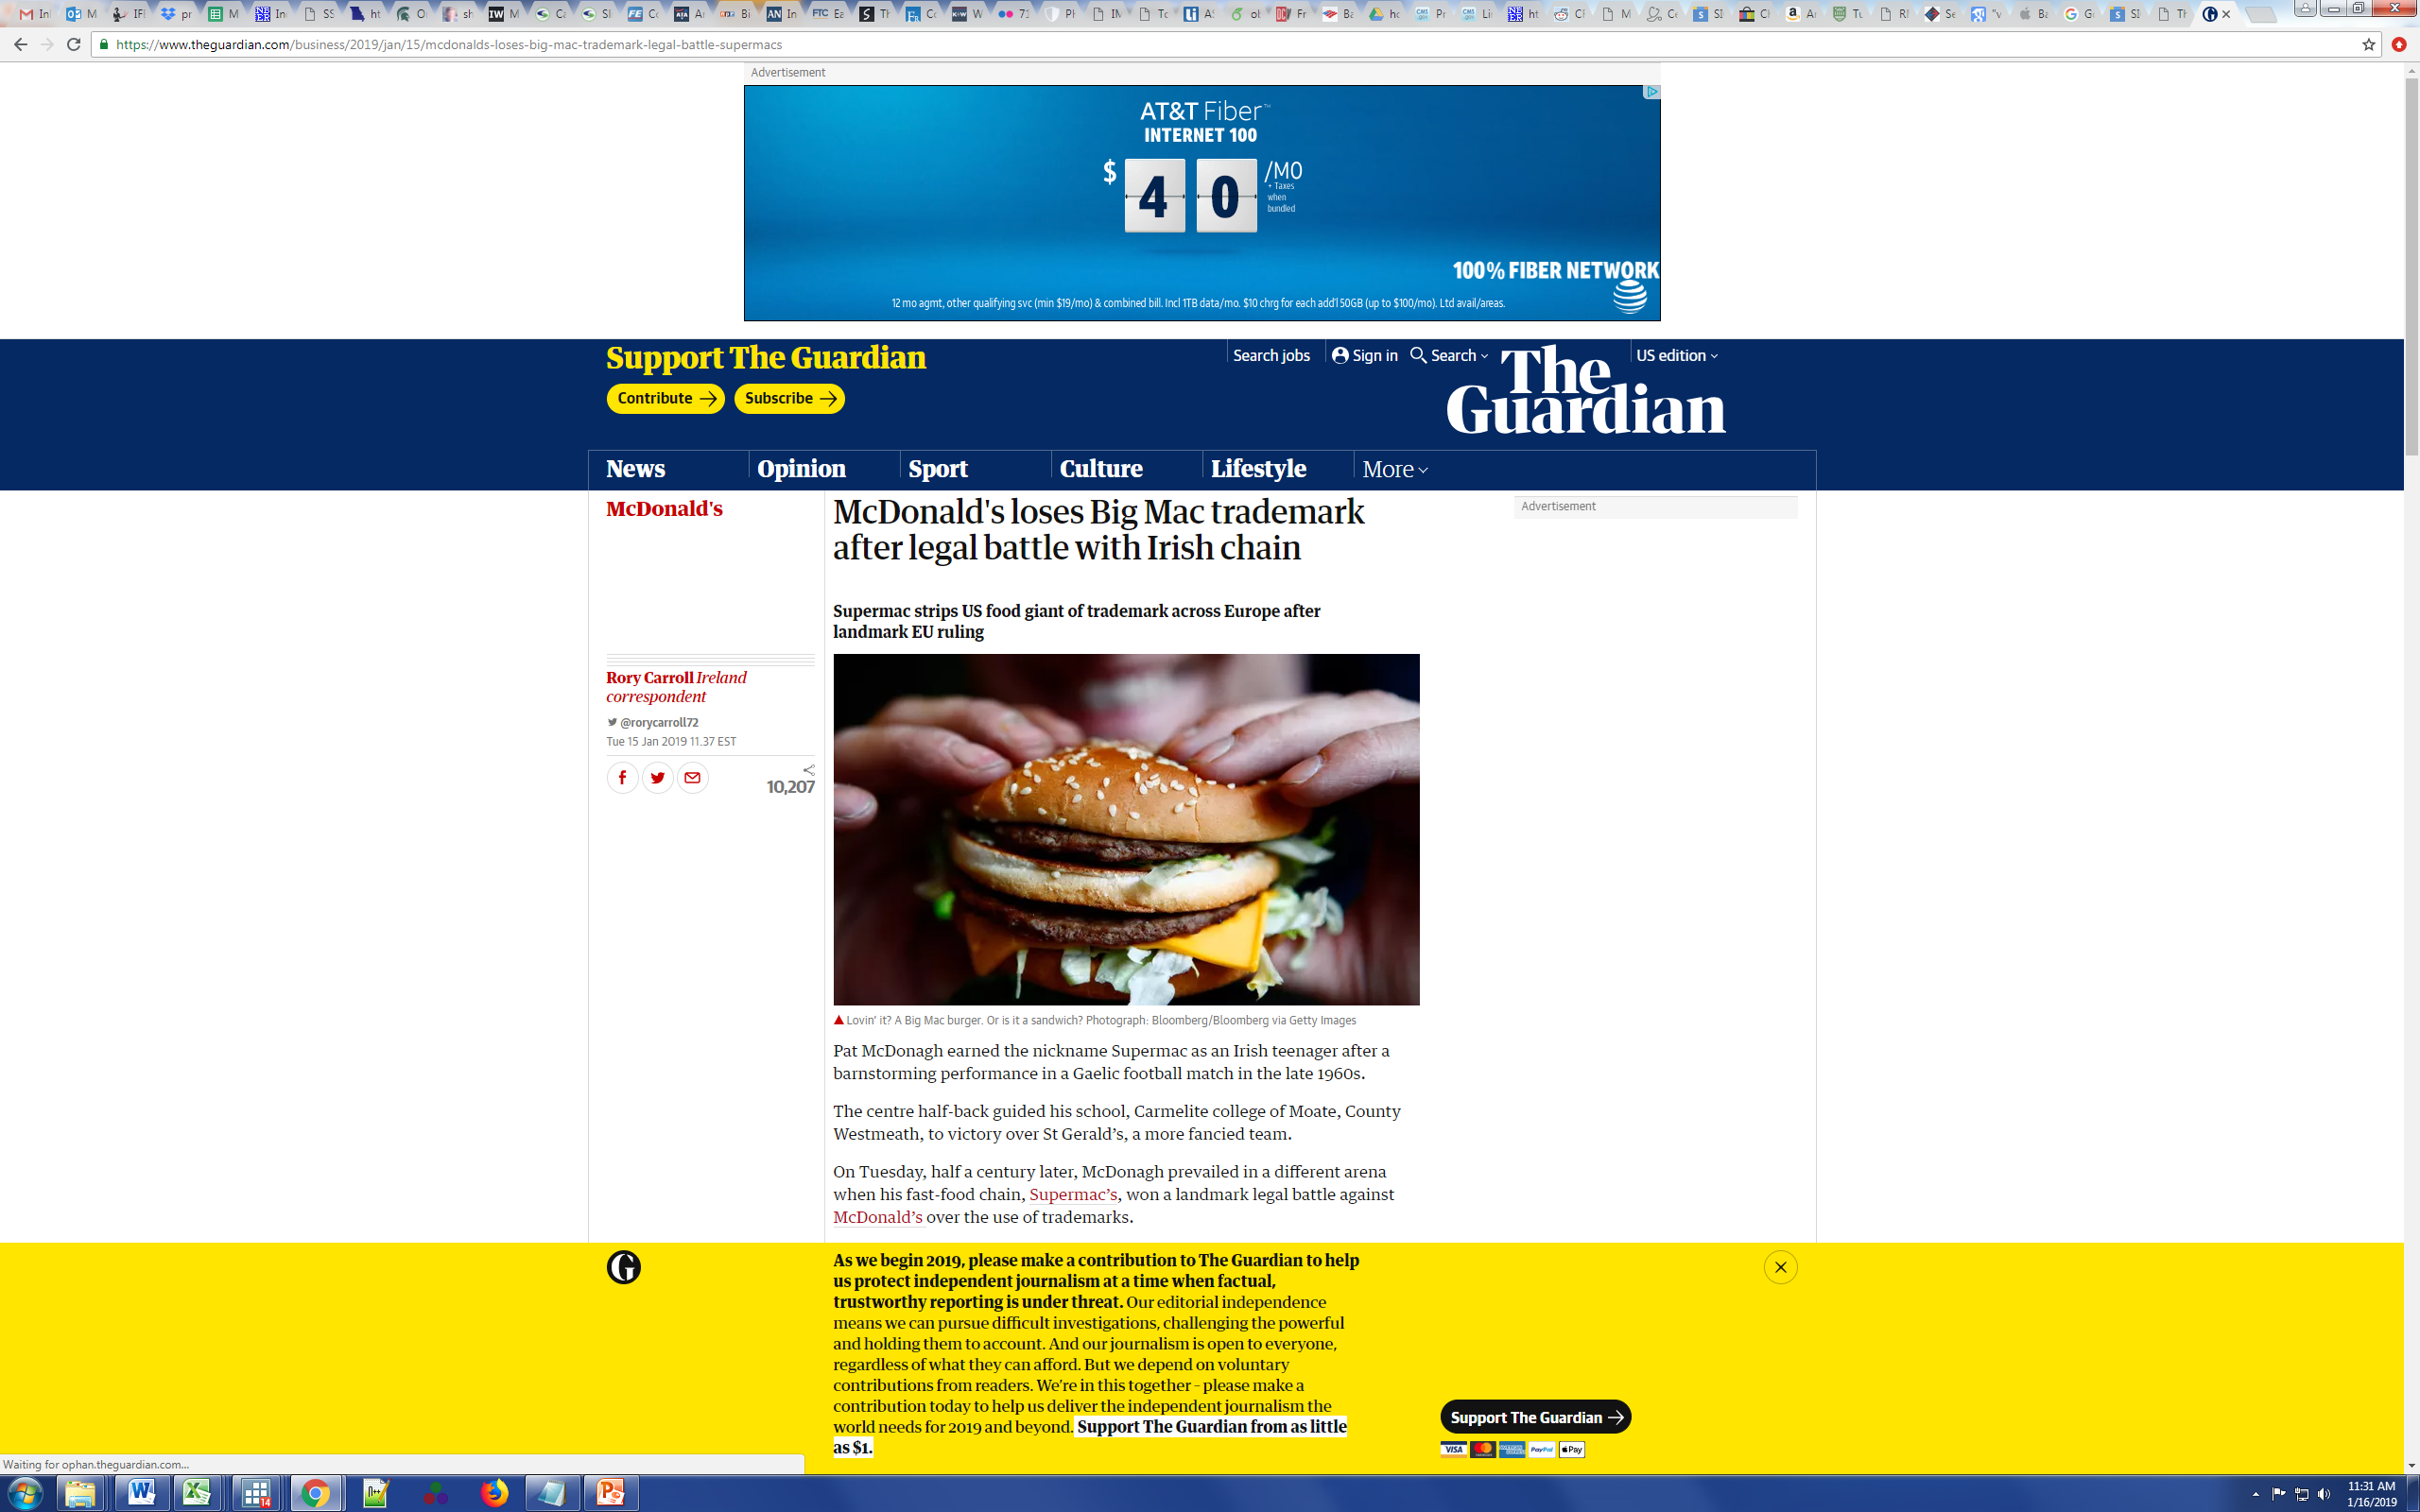 https://www.theguardian.com/business/2019/jan/15/mcdonalds-loses-big-mac-trademark-legal-battle-supermacs
Advertisement
AT&T Fiber™
INTERNET 100
$ 40 /MO
+ Taxes
when
bundled
100% FIBER NETWORK
12 mo agmt, other qualifying svc (min $19/mo) & combined bill. Incl 1TB data/mo. $10 chrg for each add'l 50GB (up to $100/mo). Ltd avail/areas.
Support The Guardian
Contribute
Subscribe
Search jobs
Sign in
Search
US edition
The
Guardian
News
Opinion
Sport
Culture
Lifestyle
More
McDonald's
McDonald's loses Big Mac trademark
after legal battle with Irish chain
Advertisement
Supermac strips US food giant of trademark across Europe after
landmark EU ruling
Rory Carroll Ireland
correspondent
@rorycarroll72
Tue 15 Jan 2019 11.37 EST
10,207
Lovin' it? A Big Mac burger. Or is it a sandwich? Photograph: Bloomberg/Bloomberg via Getty Images
Pat McDonagh earned the nickname Supermac as an Irish teenager after a
barnstorming performance in a Gaelic football match in the late 1960s.
The centre half-back guided his school, Carmelite college of Moate, County
Westmeath, to victory over St Gerald's, a more fancied team.
On Tuesday, half a century later, McDonagh prevailed in a different arena
when his fast-food chain, Supermac's, won a landmark legal battle against
McDonald's over the use of trademarks.
As we begin 2019, please make a contribution to The Guardian to help
us protect independent journalism at a time when factual,
trustworthy reporting is under threat. Our editorial independence
means we can pursue difficult investigations, challenging the powerful
and holding them to account. And our journalism is open to everyone,
regardless of what they can afford. But we depend on voluntary
contributions from readers. We're in this together – please make a
contribution today to help us deliver the independent journalism the
world needs for 2019 and beyond. Support The Guardian from as little
as $1.
Support The Guardian
VISA
PayPal
Pay
Waiting for ophan.theguardian.com...
14
11:31 AM
1/16/2019